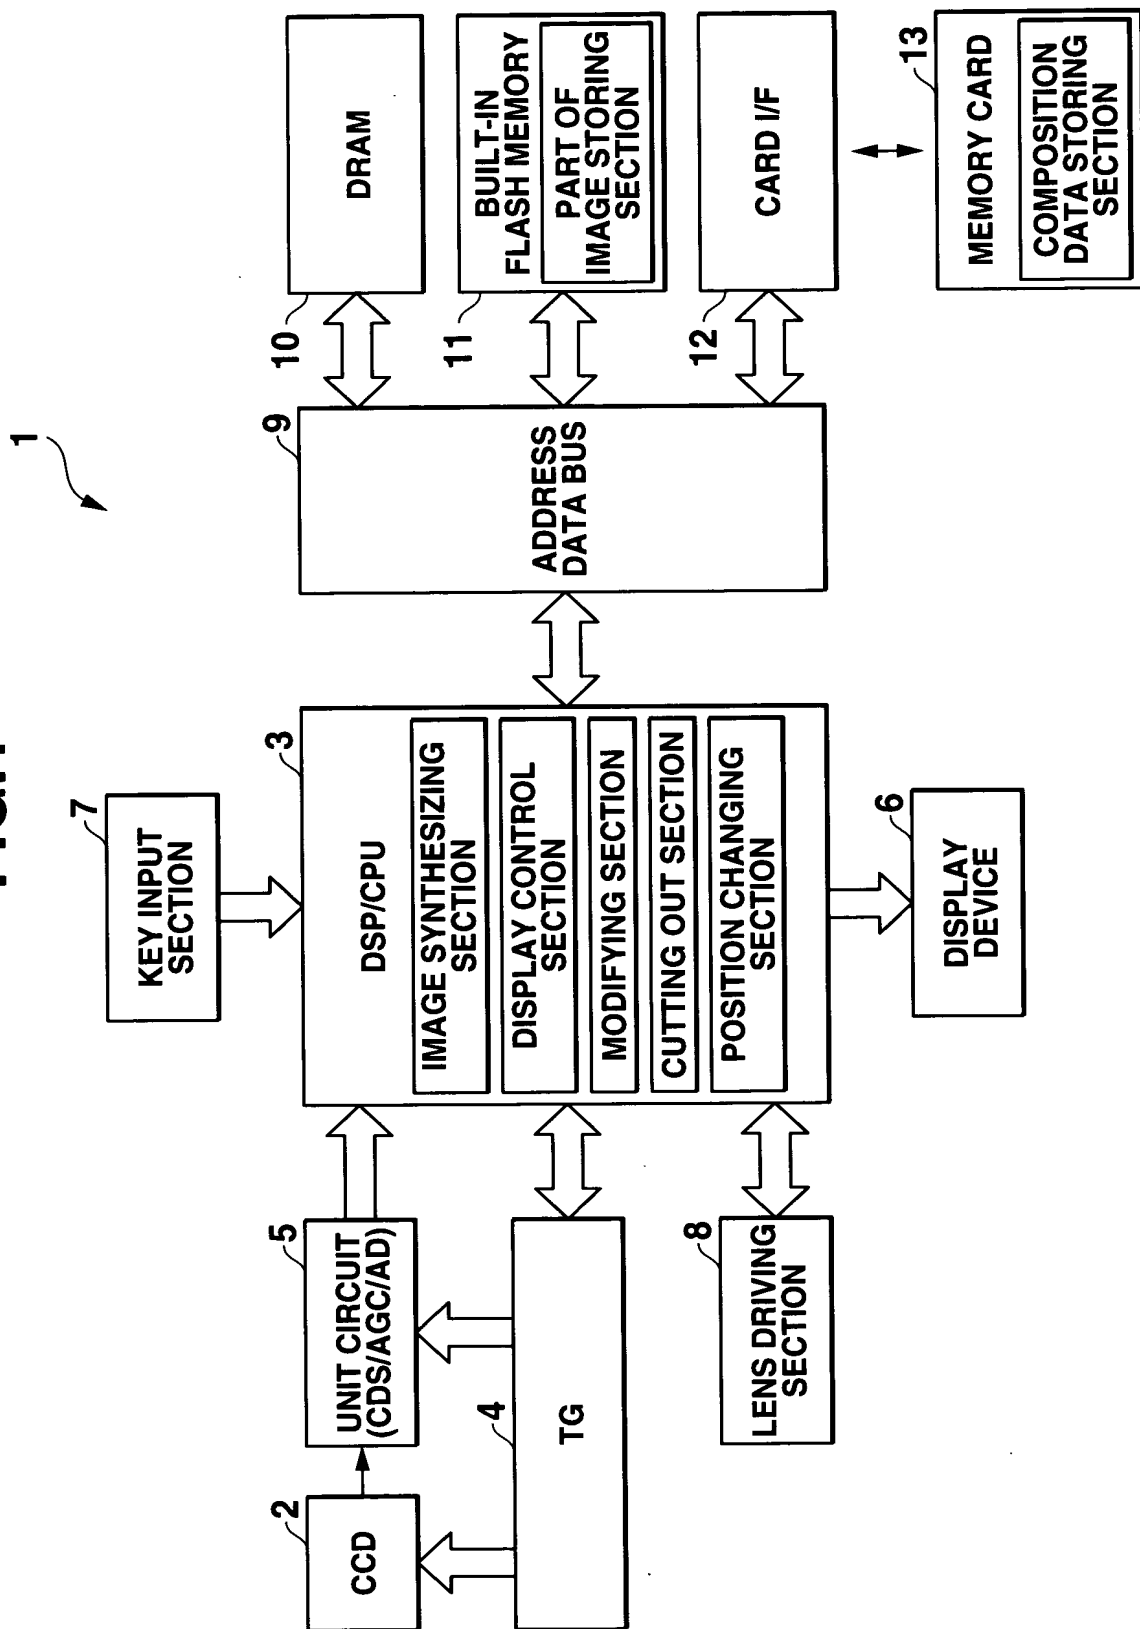 1
2
CCD
5
UNIT CIRCUIT
(CDS/AGC/AD)
4
TG
8
LENS DRIVING
SECTION
7
KEY INPUT
SECTION
3
DSP/CPU
IMAGE SYNTHESIZING
SECTION
DISPLAY CONTROL
SECTION
MODIFYING SECTION
CUTTING OUT SECTION
POSITION CHANGING
SECTION
6
DISPLAY
DEVICE
9
ADDRESS
DATA BUS
10
DRAM
11
BUILT-IN
FLASH MEMORY
PART OF
IMAGE STORING
SECTION
12
CARD I/F
13
MEMORY CARD
COMPOSITION
DATA STORING
SECTION